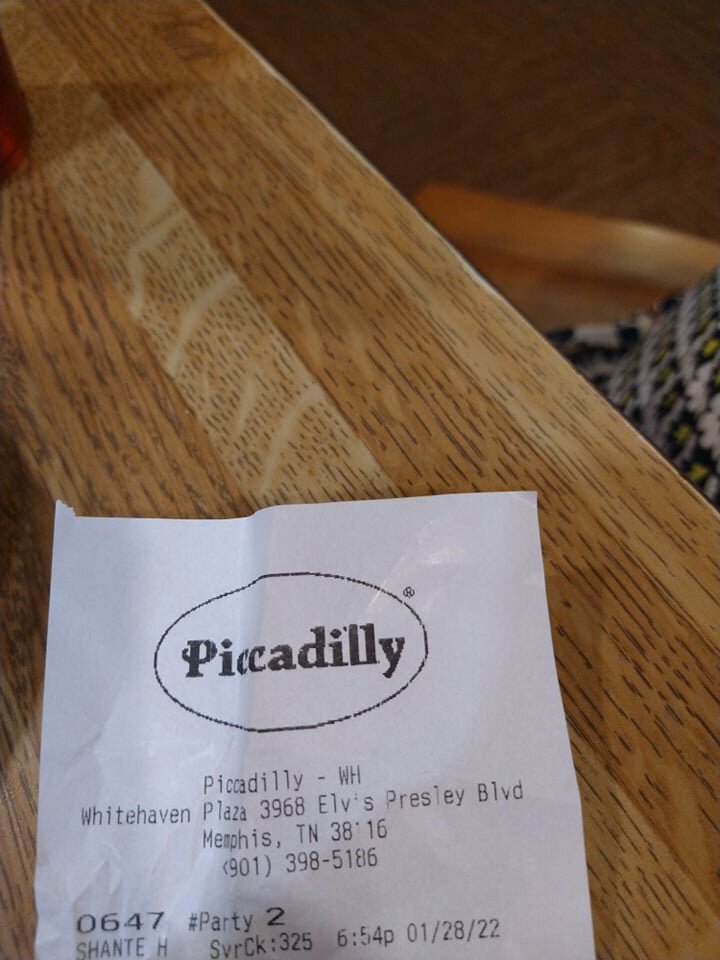 Piccadilly®
Piccadilly - WH
Whitehaven Plaza 3968 Elvis Presley Blvd
Memphis, TN 38116
(901) 398-5186
0647 #Party 2
SHANTE H SvrCk:325 6:54p 01/28/22